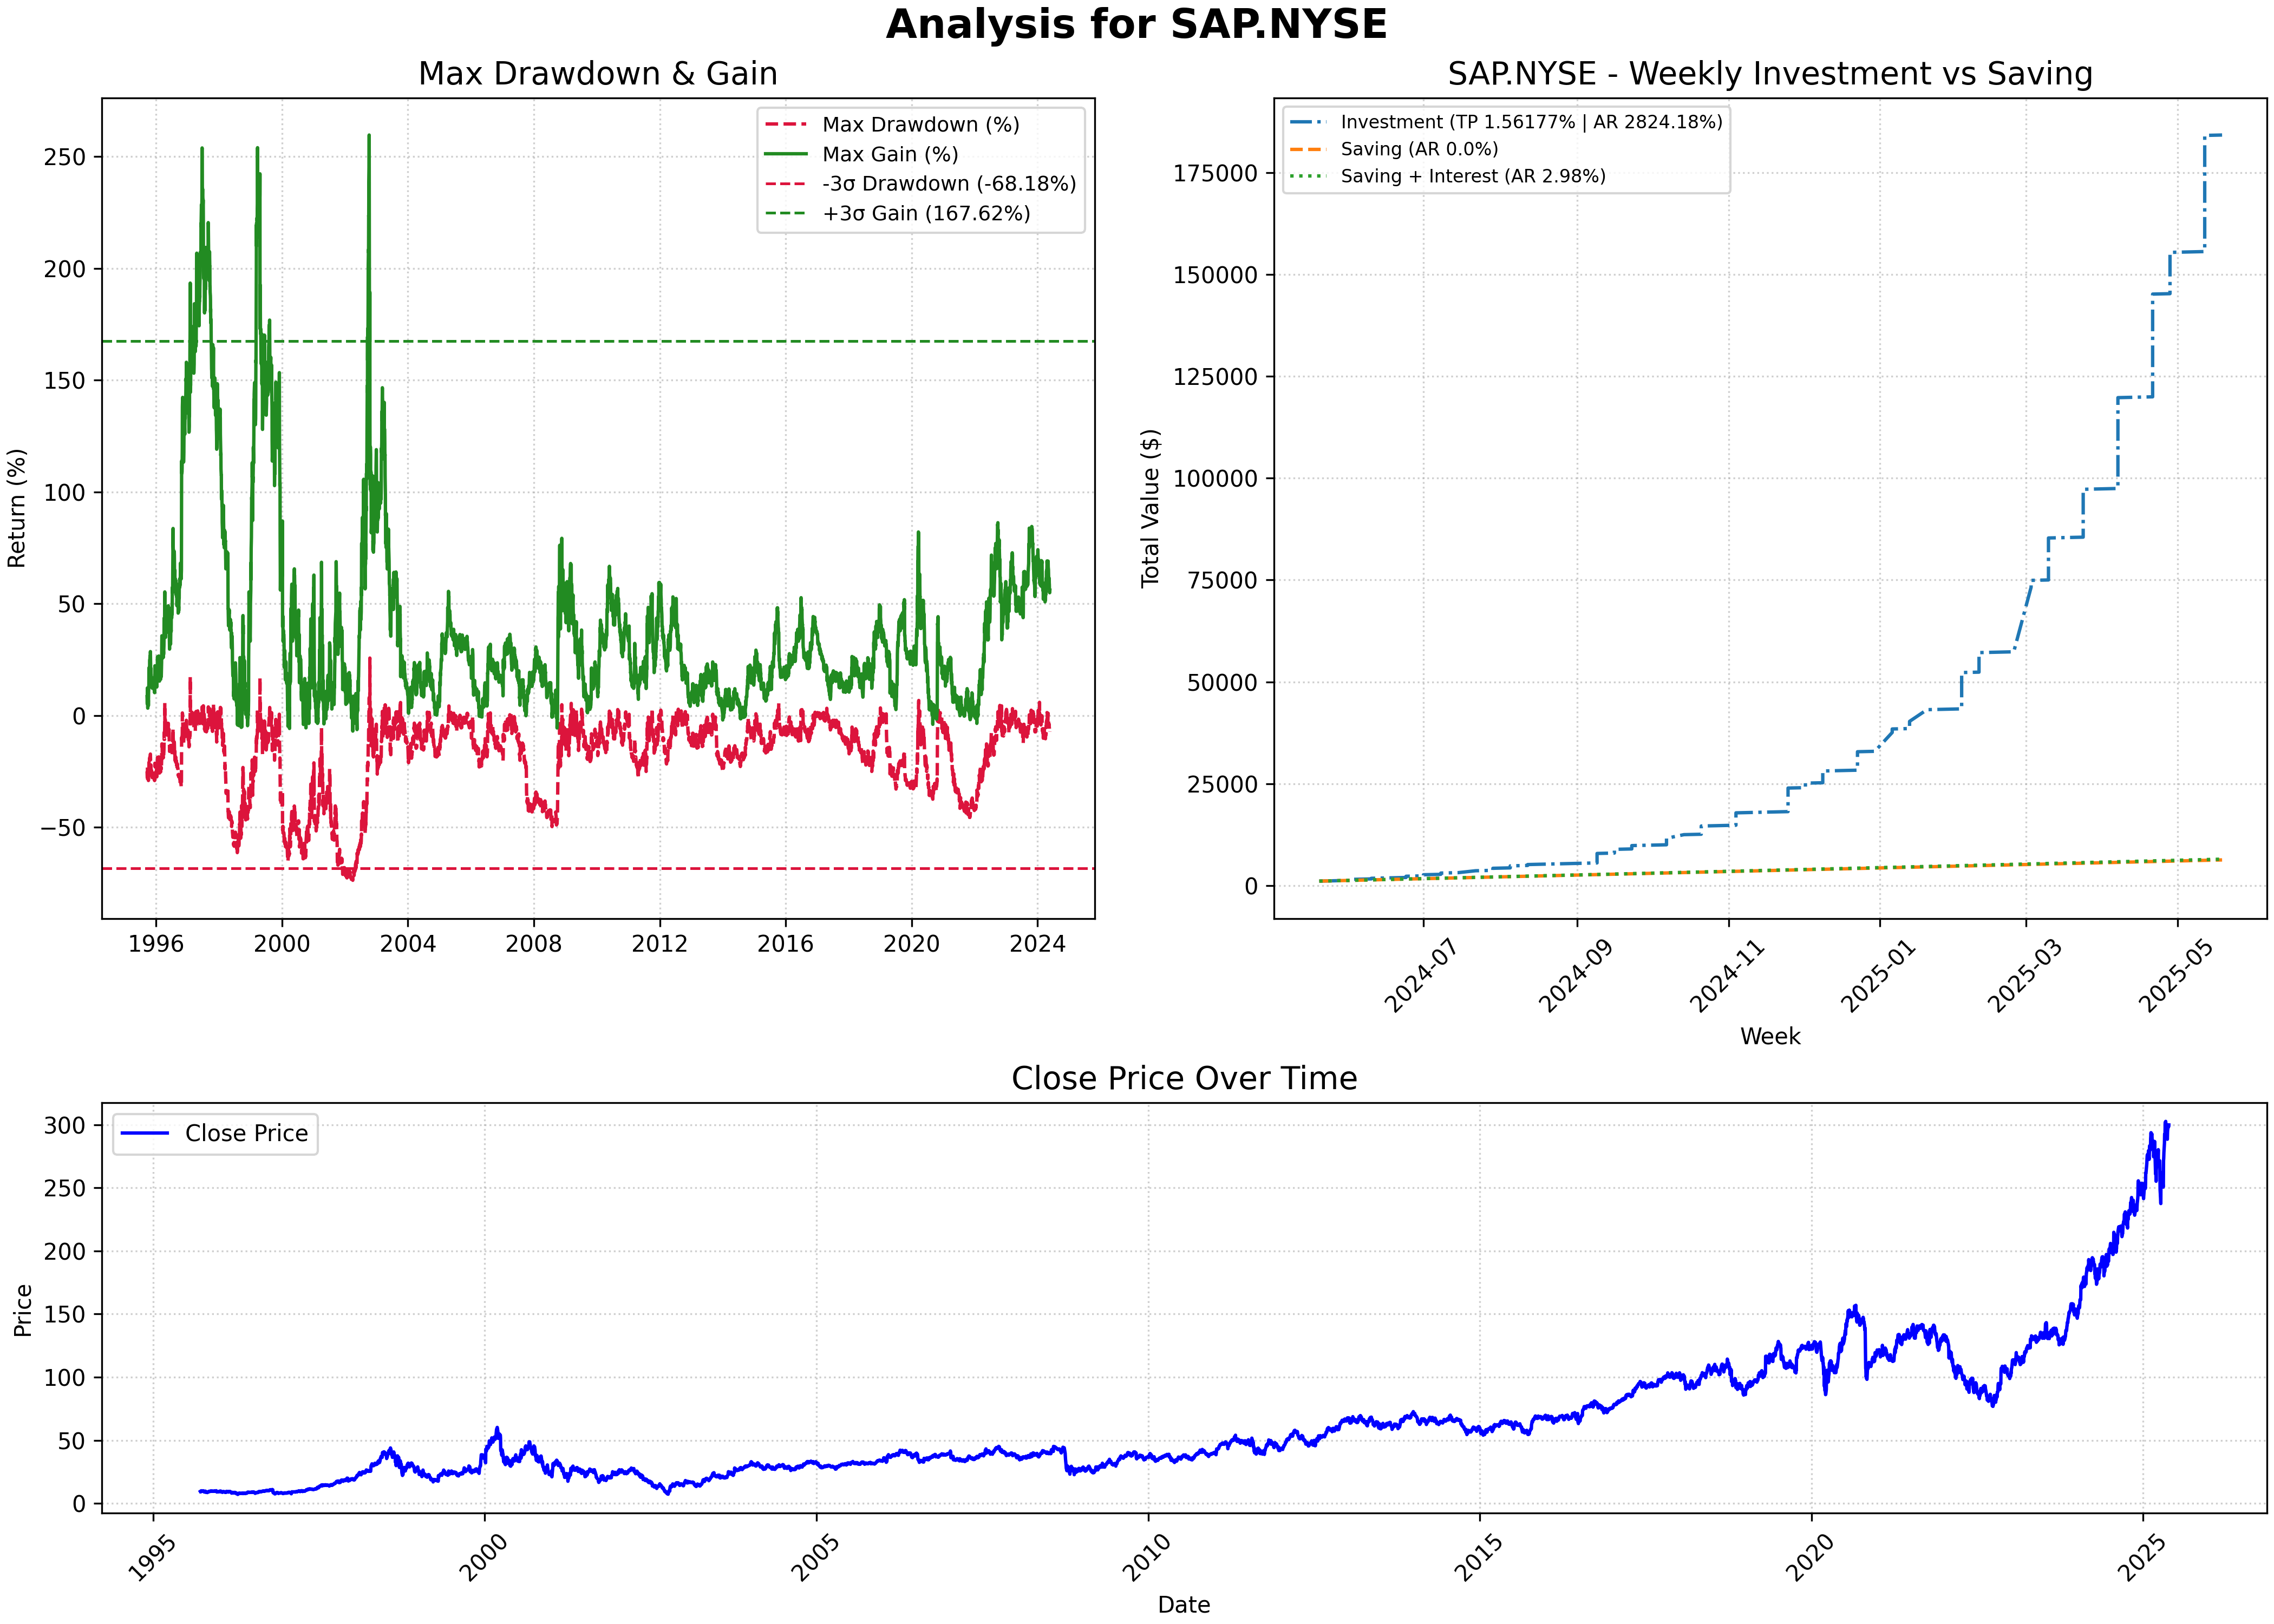 Analysis for SAP.NYSE
Max Drawdown & Gain
Return (%)
250
200
150
100
50
0
−50
1996 2000 2004 2008 2012 2016 2020 2024
Max Drawdown (%)
Max Gain (%)
-3σ Drawdown (-68.18%)
+3σ Gain (167.62%)
SAP.NYSE - Weekly Investment vs Saving
Total Value ($)
175000
150000
125000
100000
75000
50000
25000
0
Investment (TP 1.56177% | AR 2824.18%)
Saving (AR 0.0%)
Saving + Interest (AR 2.98%)
2024-07 2024-09 2024-11 2025-01 2025-03 2025-05
Week
Close Price Over Time
Price
300
250
200
150
100
50
0
Close Price
1995 2000 2005 2010 2015 2020 2025
Date